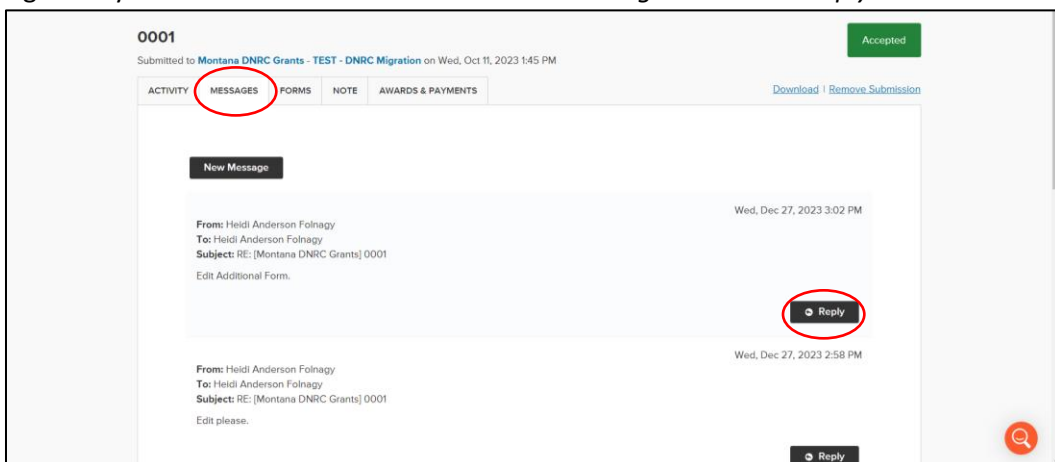 0001
Accepted
Submitted to Montana DNRC Grants - TEST - DNRC Migration on Wed, Oct 11, 2023 1:45 PM
ACTIVITY MESSAGES FORMS NOTE AWARDS & PAYMENTS
Download | Remove Submission
New Message
Wed, Dec 27, 2023 3:02 PM
From: Heidi Anderson Folnagy
To: Heidi Anderson Folnagy
Subject: RE: [Montana DNRC Grants] 0001
Edit Additional Form.
Reply
Wed, Dec 27, 2023 2:58 PM
From: Heidi Anderson Folnagy
To: Heidi Anderson Folnagy
Subject: RE: [Montana DNRC Grants] 0001
Edit please.
Reply